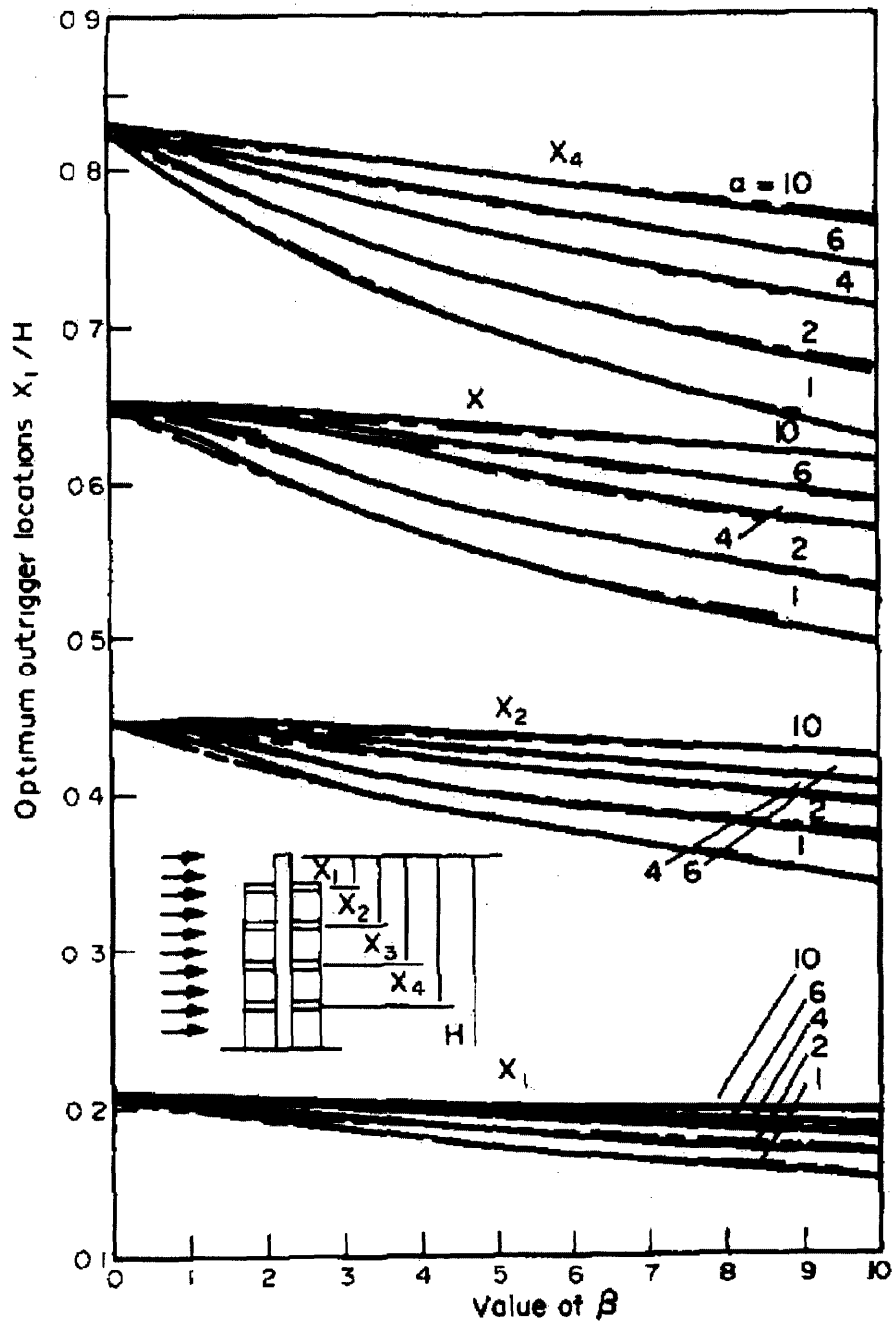 Optimum outrigger locations X₁/H
0.9
0.8
0.7
0.6
0.5
0.4
0.3
0.2
0.1
X₄
α = 10
6
4
2
1
X
10
6
4
2
1
X₂
10
2
1
4
6
X₁
X₂
X₃
X₄
H
X₁
10
6
4
2
1
0 1 2 3 4 5 6 7 8 9 10
Value of β